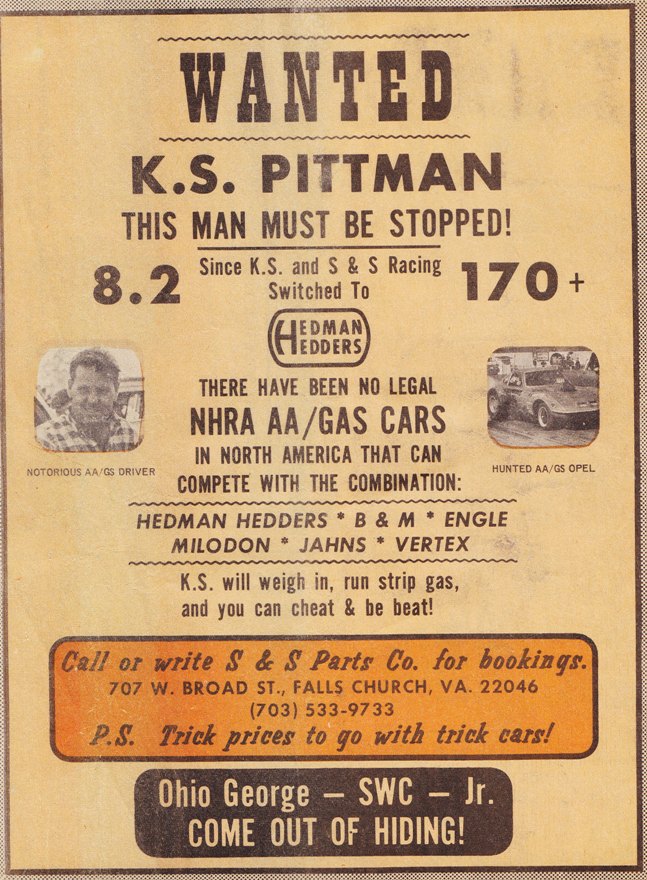 WANTED
K.S. PITTMAN
THIS MAN MUST BE STOPPED!
8.2
Since K.S. and S & S Racing
Switched To
170+
HEDMAN
HEDDERS
THERE HAVE BEEN NO LEGAL
NHRA AA/GAS CARS
IN NORTH AMERICA THAT CAN
COMPETE WITH THE COMBINATION:
NOTORIOUS AA/GS DRIVER
HUNTED AA/GS OPEL
HEDMAN HEDDERS * B & M * ENGLE
MILODON * JAHNS * VERTEX
K.S. will weigh in, run strip gas,
and you can cheat & be beat!
Call or write S & S Parts Co. for bookings.
707 W. BROAD ST., FALLS CHURCH, VA. 22046
(703) 533-9733
P.S. Trick prices to go with trick cars!
Ohio George — SWC — Jr.
COME OUT OF HIDING!